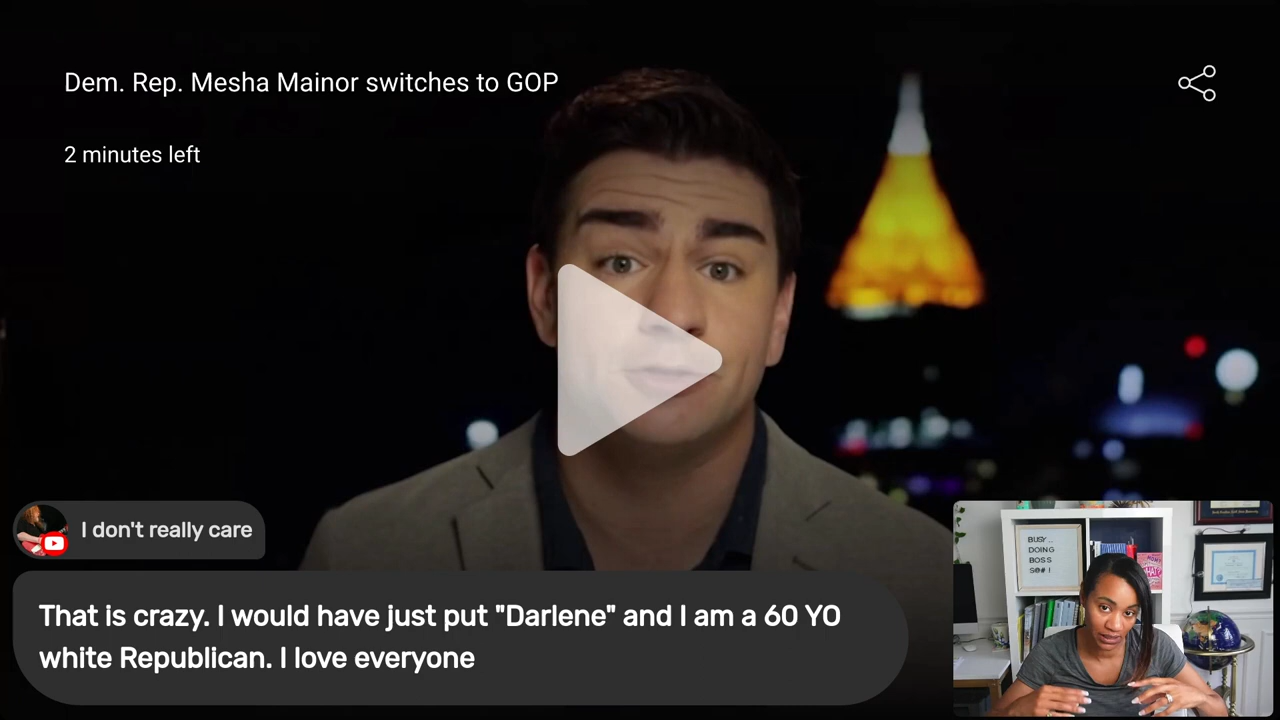 Dem. Rep. Mesha Mainor switches to GOP
2 minutes left
I don't really care
That is crazy. I would have just put "Darlene" and I am a 60 YO
white Republican. I love everyone
BUSY...
DOING
BOSS
S@# !